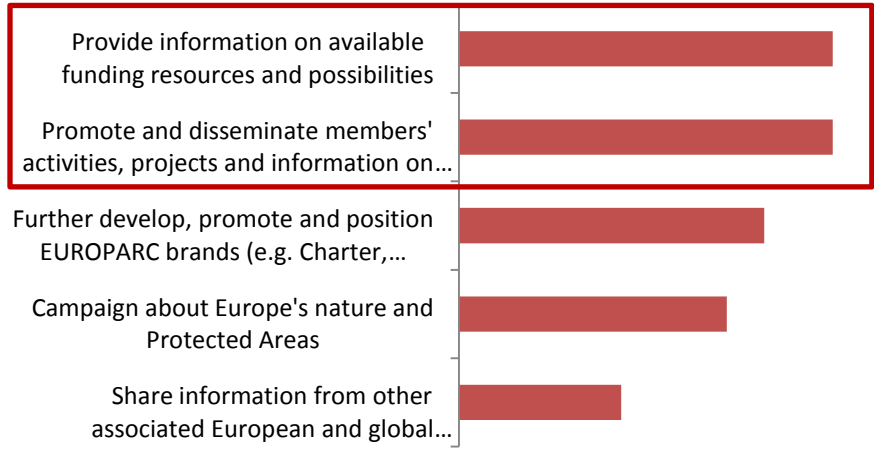 Provide information on available
funding resources and possibilities
Promote and disseminate members'
activities, projects and information on…
Further develop, promote and position
EUROPARC brands (e.g. Charter,…
Campaign about Europe's nature and
Protected Areas
Share information from other
associated European and global…